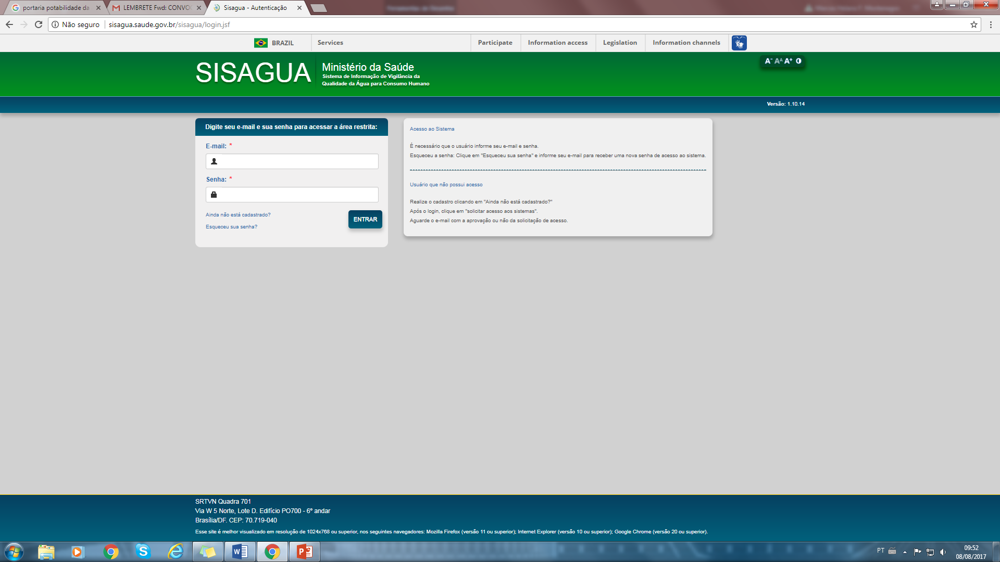 portaria potabilidade da
LEMBRETE Fwd: CONVO
Sisagua - Autenticação
Não seguro
sisagua.saude.gov.br/sisagua/login.jsf
BRAZIL
Services
Participate
Information access
Legislation
Information channels
SISAGUA
Ministério da Saúde
Sistema de Informação de Vigilância da
Qualidade da Água para Consumo Humano
A- AA A+
Versão: 1.10.14
Digite seu e-mail e sua senha para acessar a área restrita:
E-mail: *
Senha: *
Ainda não está cadastrado?
Esqueceu sua senha?
ENTRAR
Acesso ao Sistema
É necessário que o usuário informe seu e-mail e senha.
Esqueceu a senha: Clique em "Esqueceu sua senha" e informe seu e-mail para receber uma nova senha de acesso ao sistema.
Usuário que não possui acesso
Realize o cadastro clicando em "Ainda não está cadastrado?"
Após o login, clique em "solicitar acesso aos sistemas".
Aguarde o e-mail com a aprovação ou não da solicitação de acesso.
SRTVN Quadra 701
Via W 5 Norte, Lote D. Edifício PO700 - 6º andar
Brasília/DF. CEP: 70.719-040
Esse site é melhor visualizado em resolução de 1024x768 ou superior, nos seguintes navegadores: Mozilla Firefox (versão 11 ou superior); Internet Explorer (versão 10 ou superior); Google Chrome (versão 20 ou superior).
PT
09:52
08/08/2017